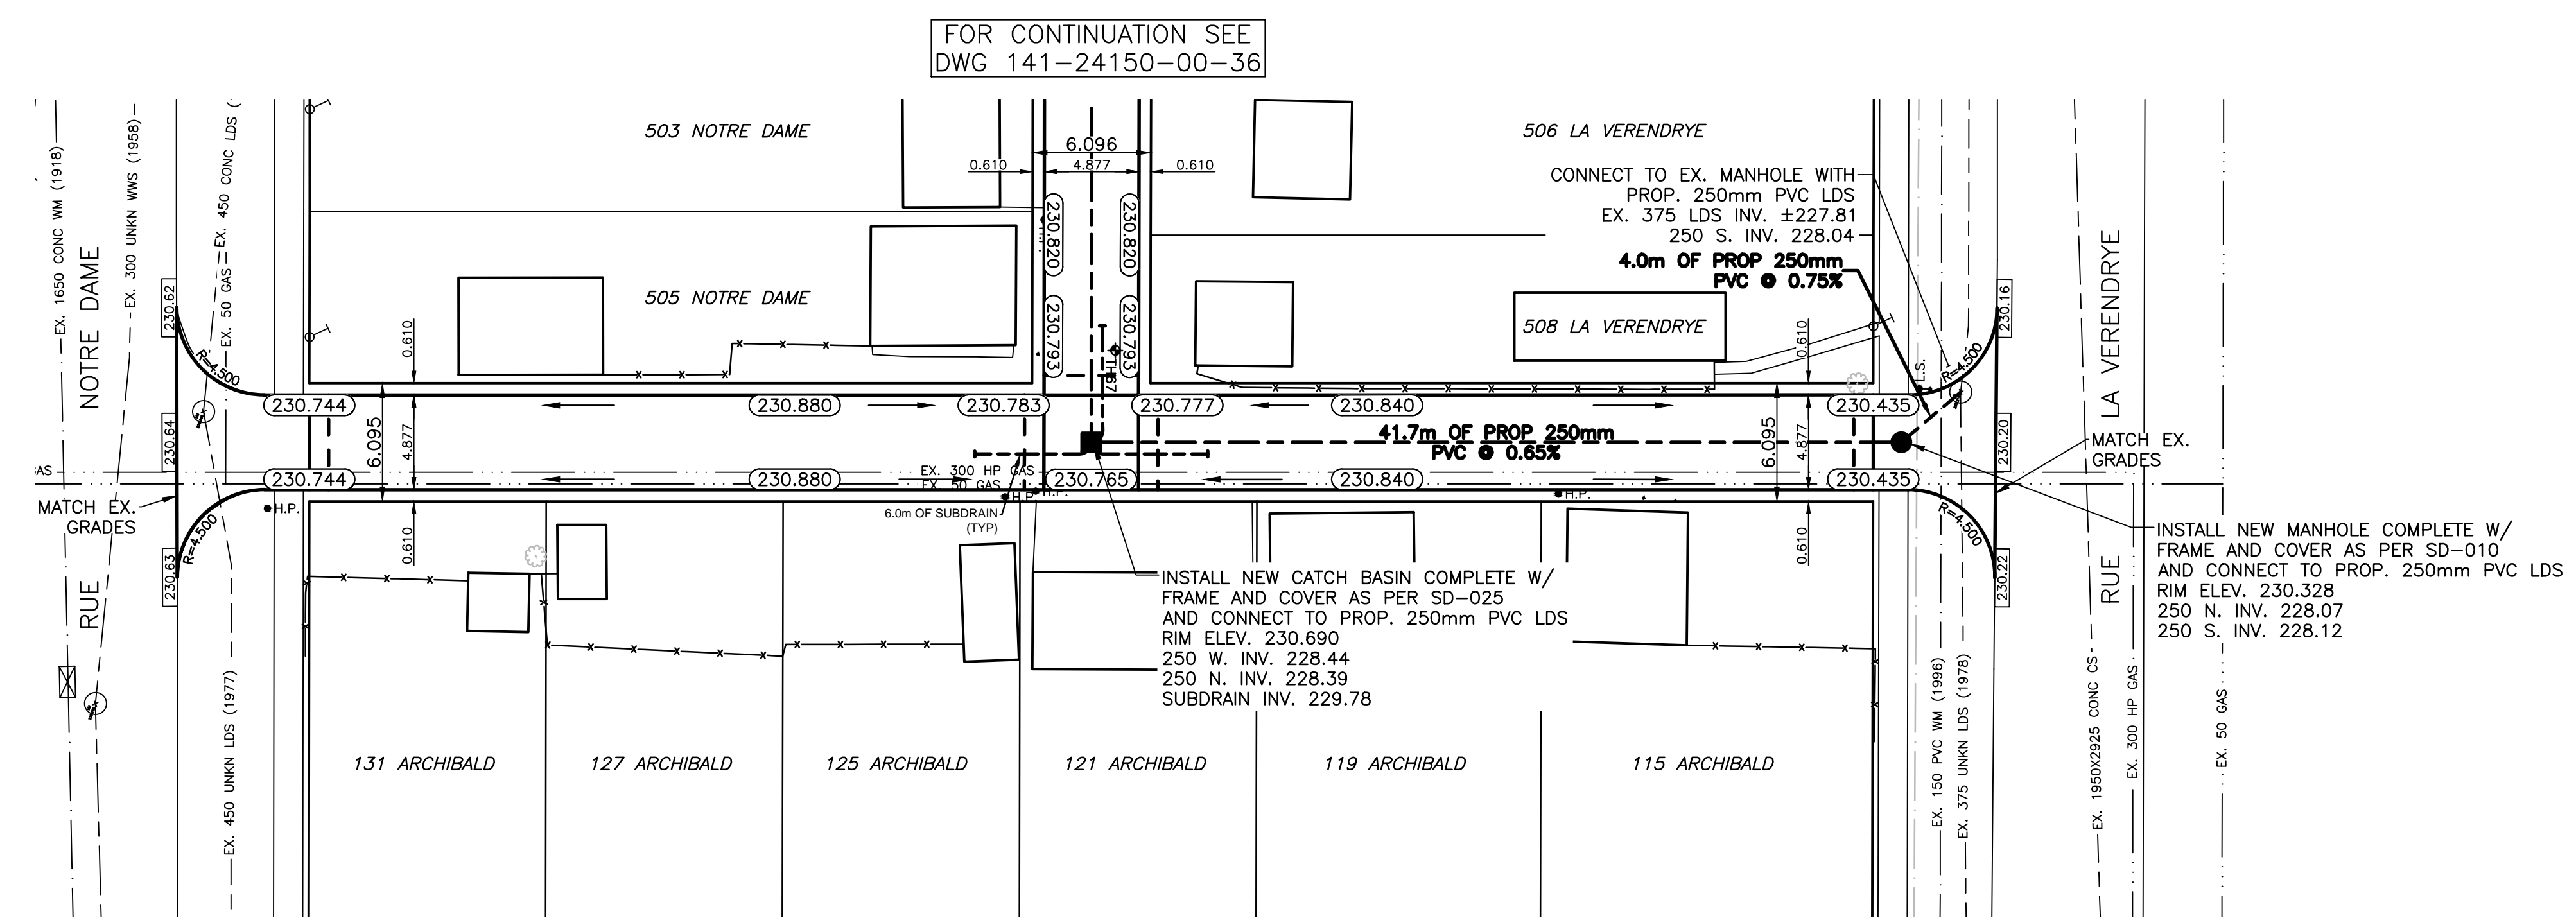 FOR CONTINUATION SEE
DWG 141-24150-00-36
503 NOTRE DAME
506 LA VERENDRYE
6.096
0.610
4.877
0.610
CONNECT TO EX. MANHOLE WITH
PROP. 250mm PVC LDS
EX. 375 LDS INV. ±227.81
250 S. INV. 228.04
4.0m OF PROP 250mm
PVC @ 0.75%
EX. 1650 CONC WM (1918)
EX. 300 UNKN WWS (1958)
EX. 450 CONC LDS (
EX. 50 GAS
RUE NOTRE DAME
230.820
230.820
230.793
230.793
TH67
505 NOTRE DAME
508 LA VERENDRYE
230.62
230.64
230.63
R=4.500
R=4.500
0.610
0.610
230.16
230.20
230.22
R=4.500
R=4.500
L.S.
RUE LA VERENDRYE
230.744
230.880
230.783
230.777
230.840
230.435
6.095
4.877
41.7m OF PROP 250mm
PVC @ 0.65%
6.095
4.877
MATCH EX.
GRADES
GAS
EX. 300 HP GAS
EX. 50 GAS
230.744
230.880
230.765
230.840
230.435
MATCH EX.
GRADES
H.P.
H.P.
H.P.
H.P.
6.0m OF SUBDRAIN
(TYP)
0.610
0.610
INSTALL NEW MANHOLE COMPLETE W/
FRAME AND COVER AS PER SD-010
AND CONNECT TO PROP. 250mm PVC LDS
RIM ELEV. 230.328
250 N. INV. 228.07
250 S. INV. 228.12
INSTALL NEW CATCH BASIN COMPLETE W/
FRAME AND COVER AS PER SD-025
AND CONNECT TO PROP. 250mm PVC LDS
RIM ELEV. 230.690
250 W. INV. 228.44
250 N. INV. 228.39
SUBDRAIN INV. 229.78
EX. 450 UNKN LDS (1977)
131 ARCHIBALD
127 ARCHIBALD
125 ARCHIBALD
121 ARCHIBALD
119 ARCHIBALD
115 ARCHIBALD
EX. 150 PVC WM (1996)
EX. 375 UNKN LDS (1978)
EX. 1950X2925 CONC CS
EX. 300 HP GAS
EX. 50 GAS